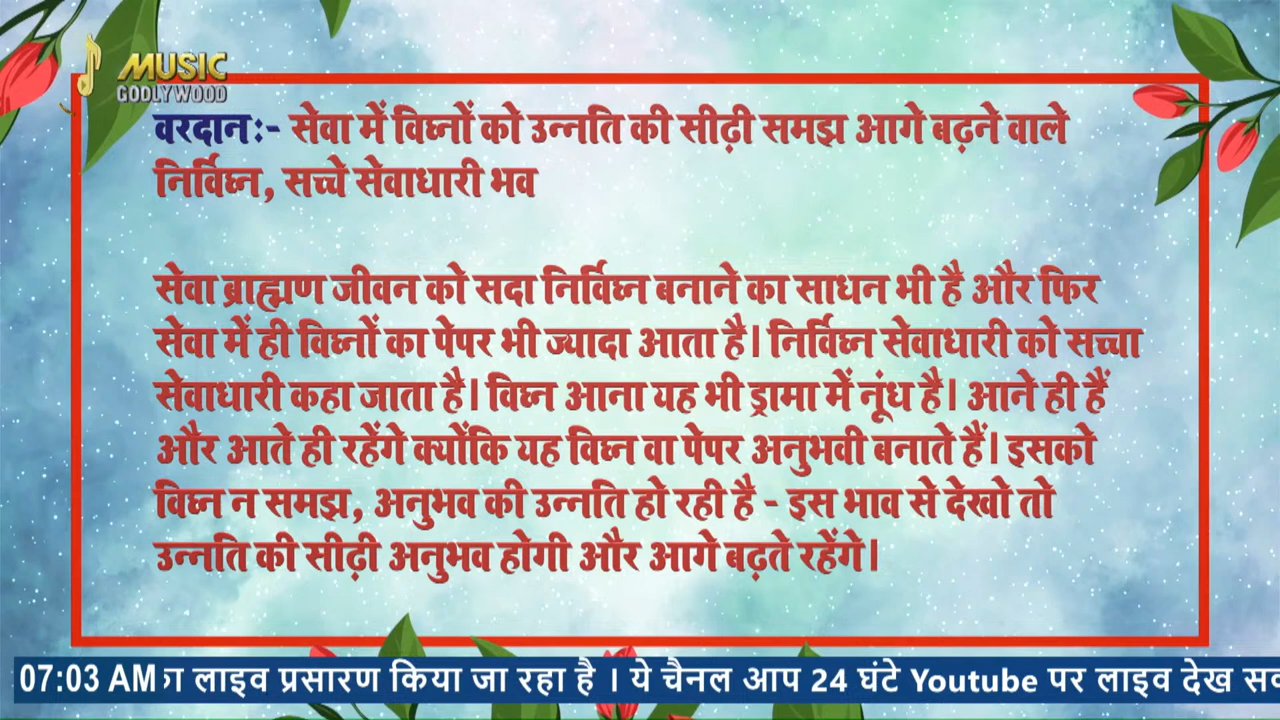 MUSIC
GODLYWOOD
वरदान:- सेवा में विघ्नों को उन्नति की सीढ़ी समझ आगे बढ़ने वाले
निर्विघ्न, सच्चे सेवाधारी भव
सेवा ब्राह्मण जीवन को सदा निर्विघ्न बनाने का साधन भी है और फिर
सेवा में ही विघ्नों का पेपर भी ज्यादा आता है। निर्विघ्न सेवाधारी को सच्चा
सेवाधारी कहा जाता है। विघ्न आना यह भी ड्रामा में नूंध है। आने ही हैं
और आते ही रहेंगे क्योंकि यह विघ्न वा पेपर अनुभवी बनाते हैं। इसको
विघ्न न समझ, अनुभव की उन्नति हो रही है - इस भाव से देखो तो
उन्नति की सीढ़ी अनुभव होगी और आगे बढ़ते रहेंगे।
07:03 AM लाइव प्रसारण किया जा रहा है । ये चैनल आप 24 घंटे Youtube पर लाइव देख